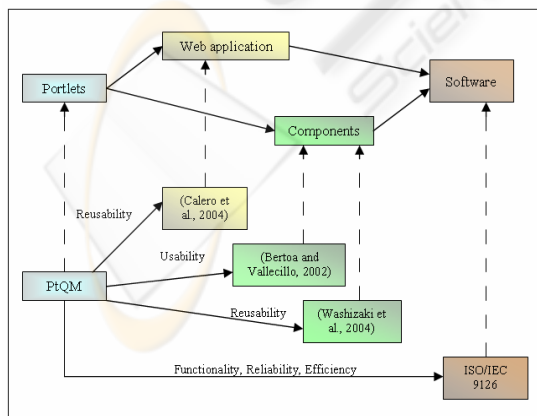 Web application
Portlets
Software
Components
Reusability
(Calero et
al., 2004)
Usability
(Bertoa and
Vallecillo, 2002)
PtQM
Reusability
(Washizaki et
al., 2004)
Functionality, Reliability, Efficiency
ISO/IEC
9126